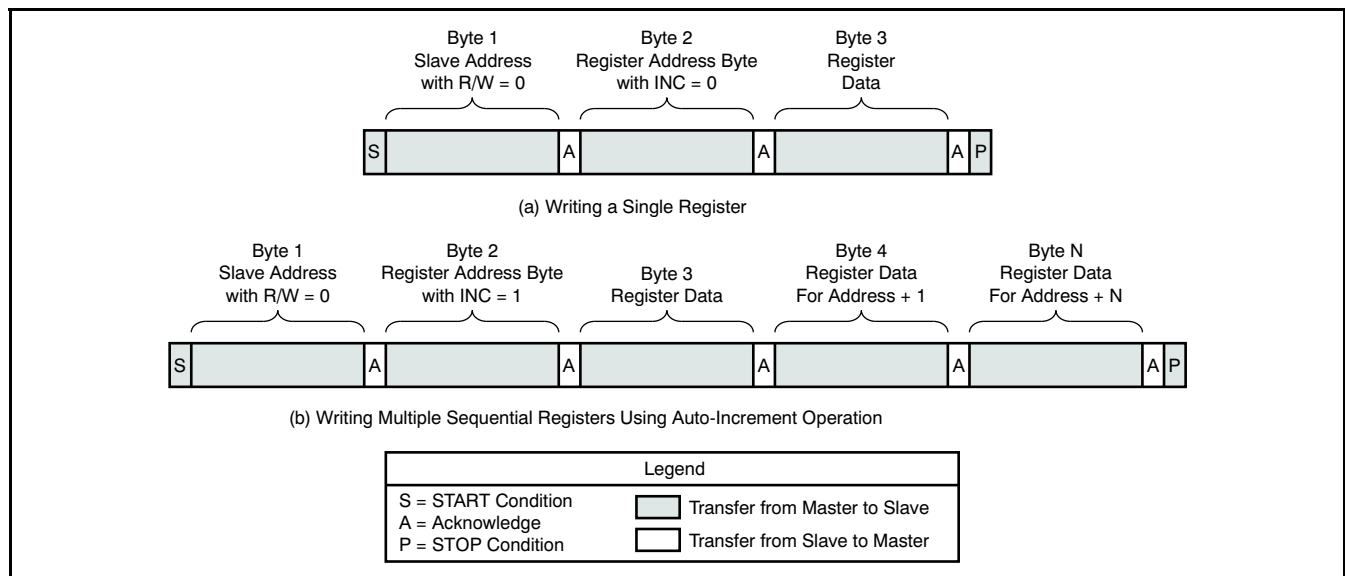 Byte 1
Slave Address
with R/W = 0
Byte 2
Register Address Byte
with INC = 0
Byte 3
Register
Data
S
A
A
A
P
(a) Writing a Single Register
Byte 1
Slave Address
with R/W = 0
Byte 2
Register Address Byte
with INC = 1
Byte 3
Register Data
Byte 4
Register Data
For Address + 1
Byte N
Register Data
For Address + N
S
A
A
A
A
A
P
(b) Writing Multiple Sequential Registers Using Auto-Increment Operation
Legend
S = START Condition
A = Acknowledge
P = STOP Condition
Transfer from Master to Slave
Transfer from Slave to Master